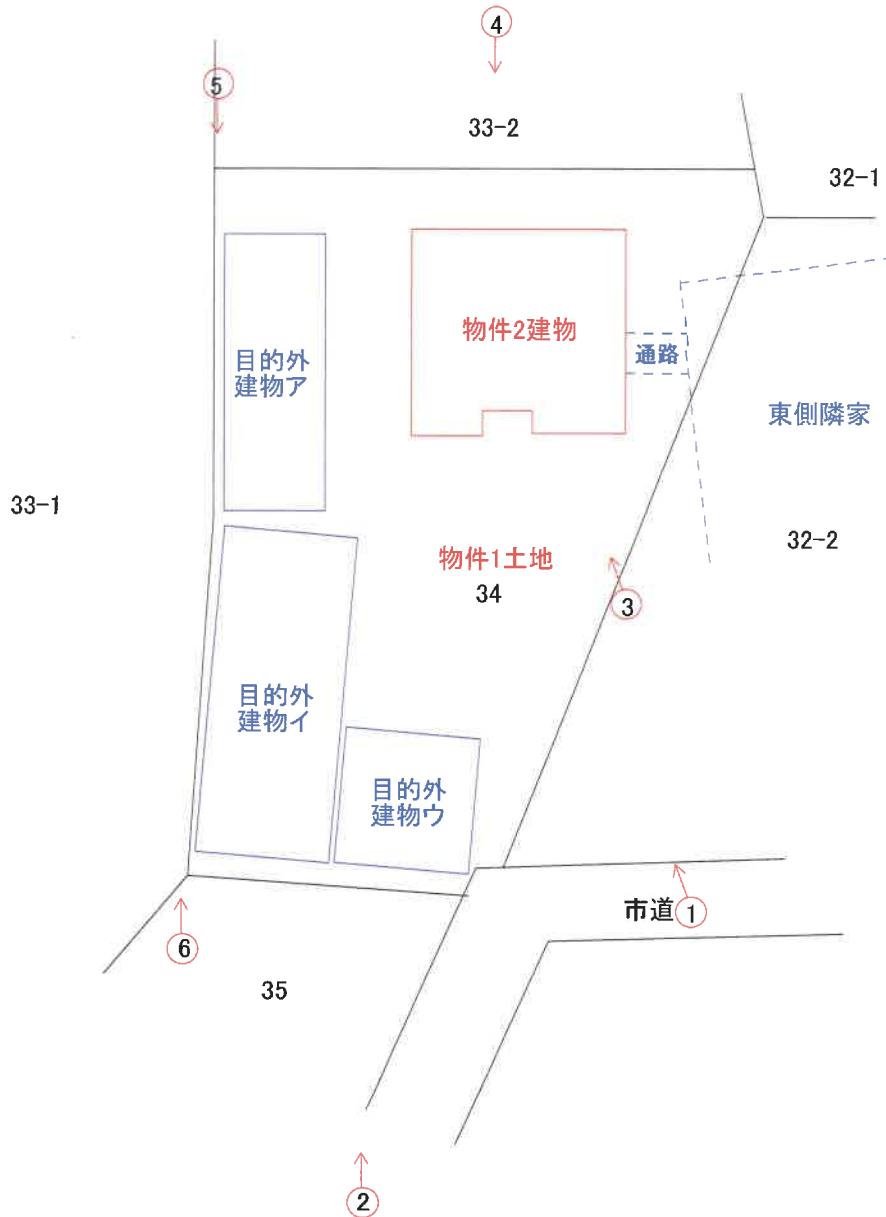 ④
⑤
33-2
32-1
物件2建物
目的外
建物ア
通路
東側隣家
33-1
物件1土地
34
32-2
③
目的外
建物イ
目的外
建物ウ
市道
①
⑥
35
②